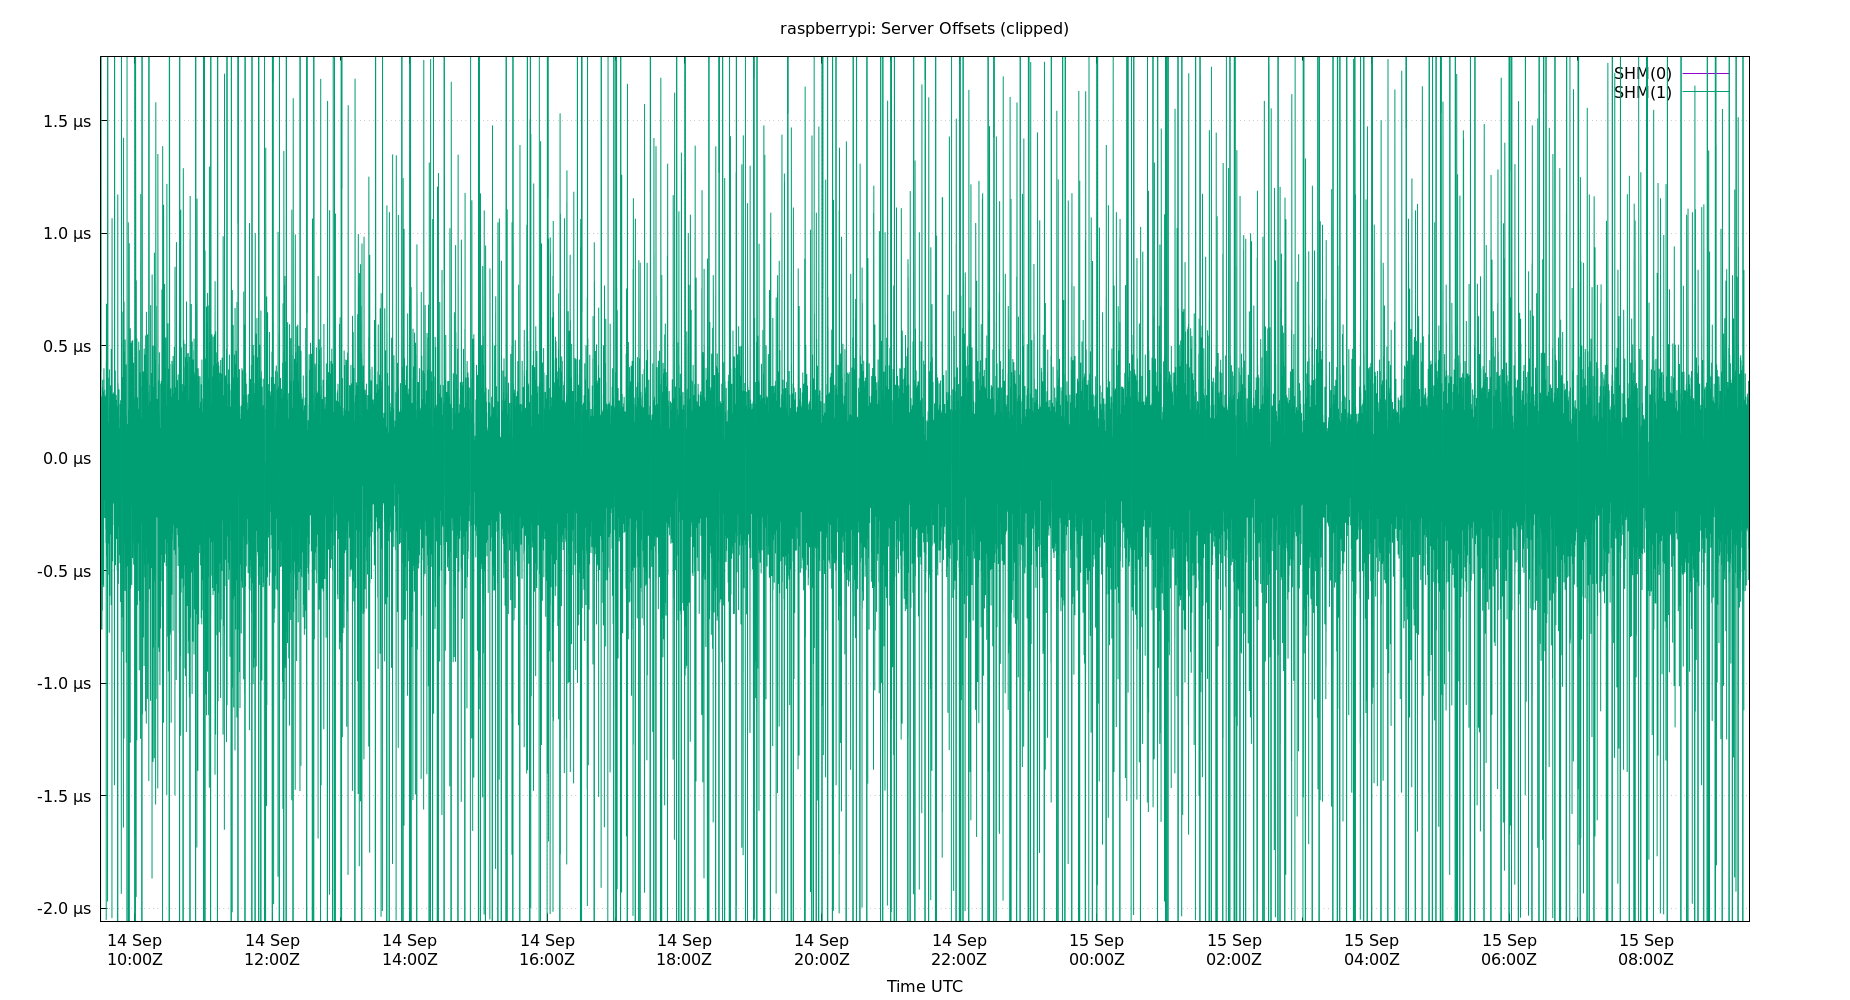 raspberrypi: Server Offsets (clipped)
SHM(0)
SHM(1)
1.5 µs
1.0 µs
0.5 µs
0.0 µs
-0.5 µs
-1.0 µs
-1.5 µs
-2.0 µs
14 Sep 14 Sep 14 Sep 14 Sep 14 Sep 14 Sep 14 Sep 15 Sep 15 Sep 15 Sep 15 Sep 15 Sep
10:00Z 12:00Z 14:00Z 16:00Z 18:00Z 20:00Z 22:00Z 00:00Z 02:00Z 04:00Z 06:00Z 08:00Z
Time UTC